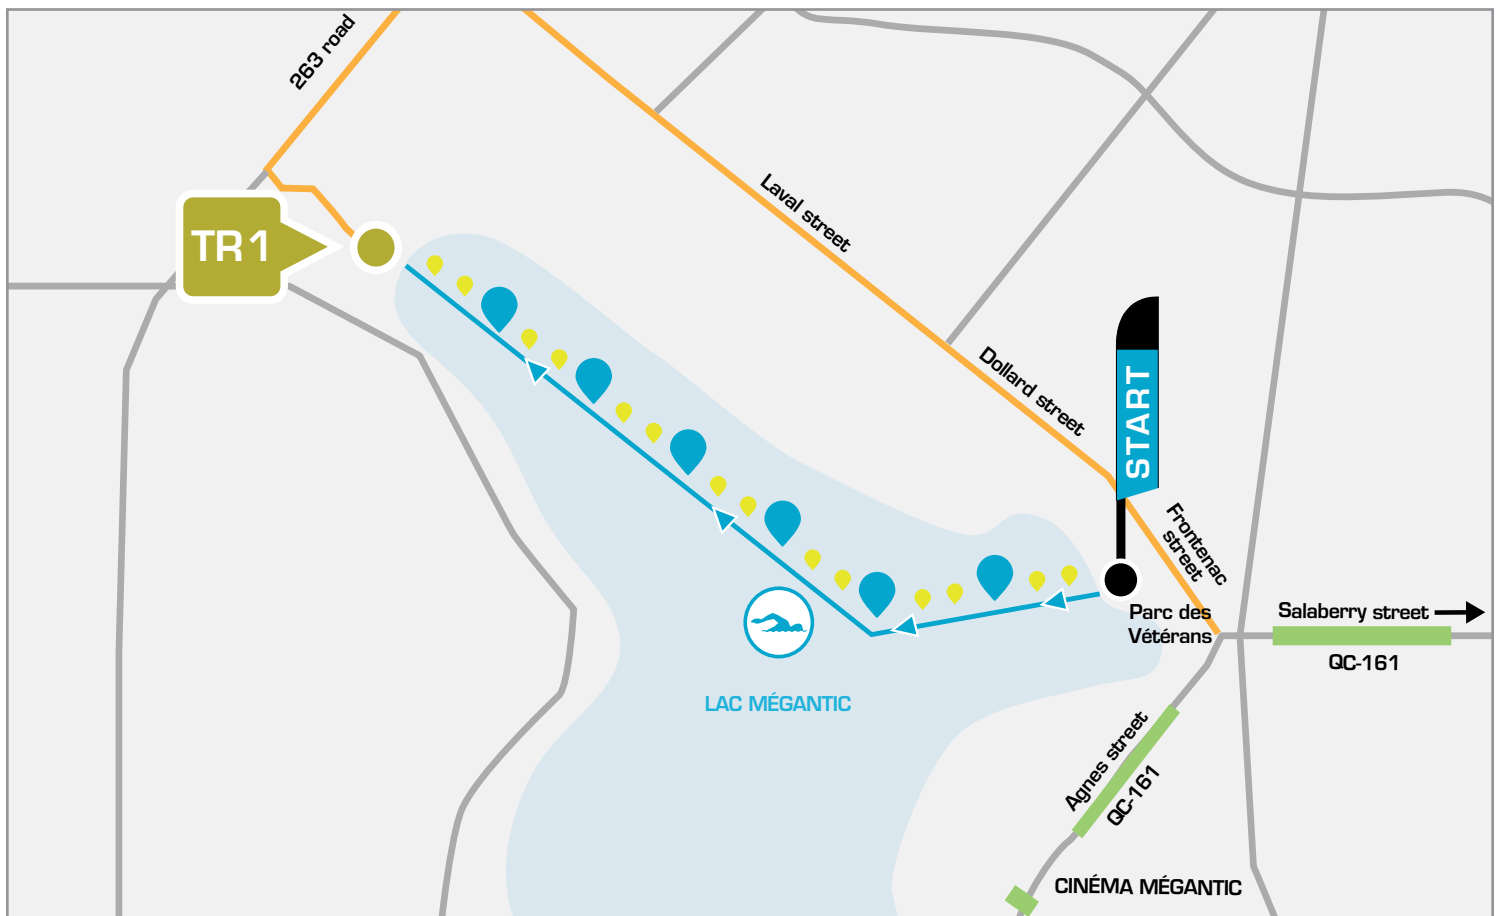 263 road
TR1
Laval street
Dollard street
START
Frontenac
street
Parc des
Vétérans
Salaberry street
QC-161
LAC MÉGANTIC
Agnes street
QC-161
CINÉMA MÉGANTIC